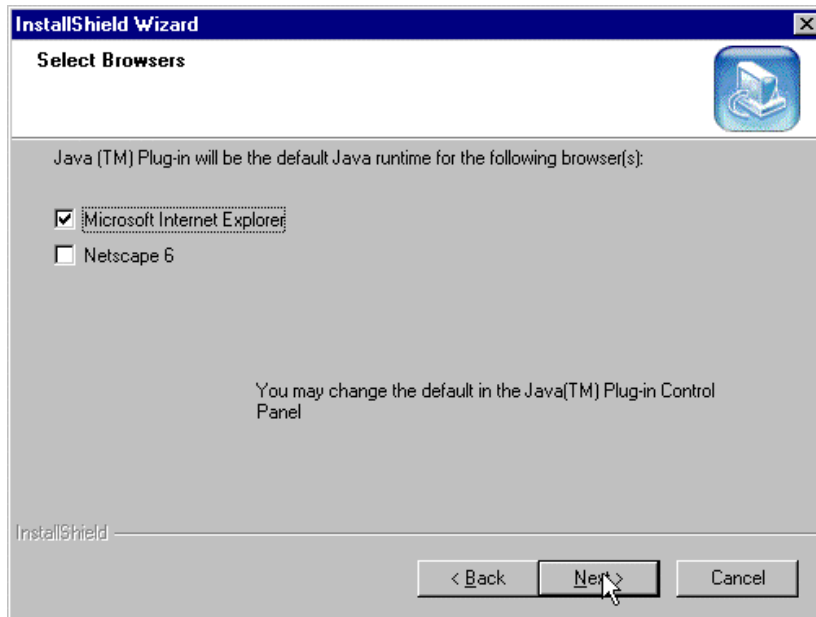 InstallShield Wizard
Select Browsers
Java (TM) Plug-in will be the default Java runtime for the following browser(s):
Microsoft Internet Explorer
Netscape 6
You may change the default in the Java(TM) Plug-in Control
Panel
InstallShield
< Back
Next >
Cancel